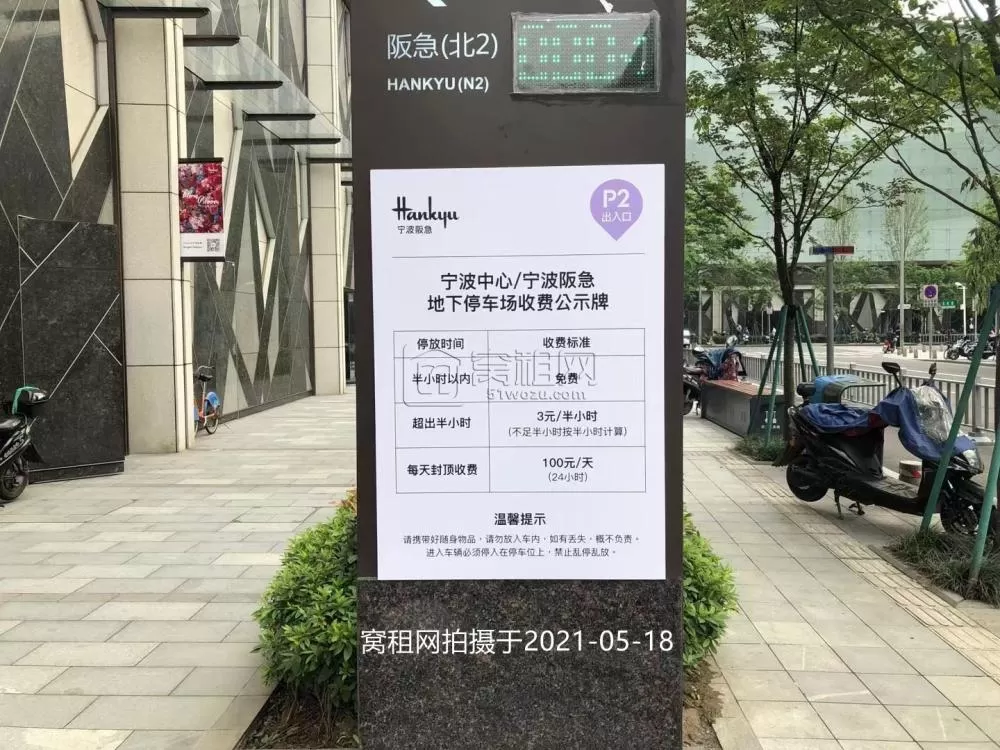 阪急(北2)
HANKYU(N2)
Hankyu
宁波阪急
P2
出入口
宁波中心/宁波阪急
地下停车场收费公示牌
停放时间 收费标准
半小时以内 免费
超出半小时 3元/半小时
(不足半小时按半小时计算)
每天封顶收费 100元/天
(24小时)
温馨提示
请携带好随身物品，请勿放入车内，如有丢失，概不负责。
进入车辆必须停入在停车位上，禁止乱停乱放。
窝租网
51wozu.com
窝租网拍摄于2021-05-18